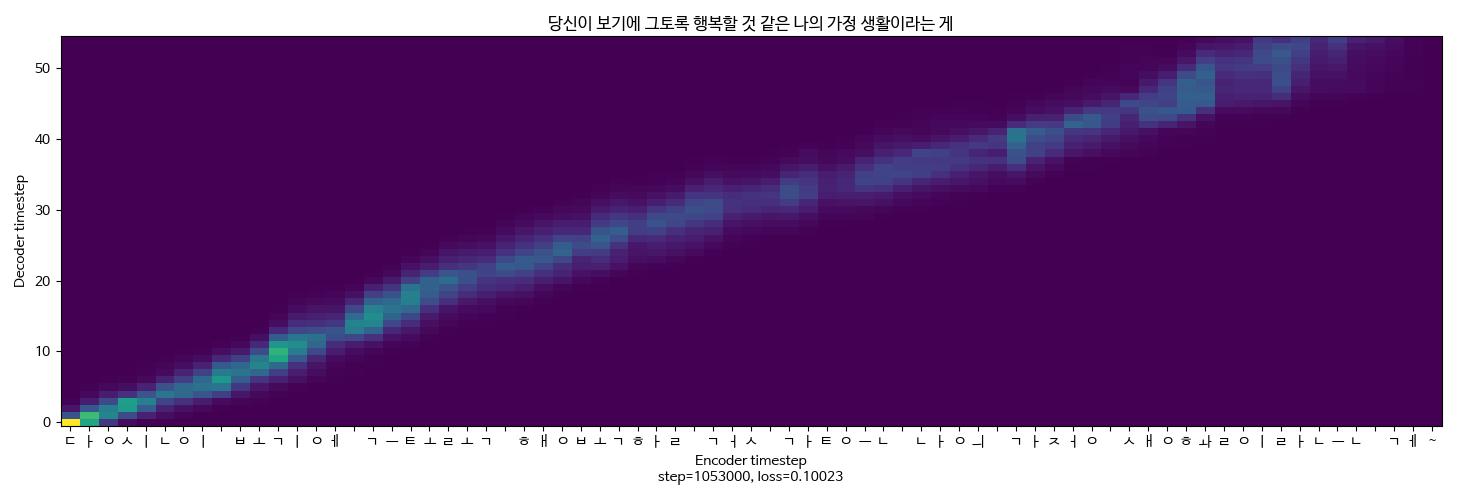 당신이 보기에 그토록 행복할 것 같은 나의 가정 생활이라는 게
50
40
30
20
10
0
Decoder timestep
ㄷ ㅏ ㅇ ㅅ ㅣ ㄴ ㅇ ㅣ   ㅂ ㅗ ㄱ ㅣ ㅇ ㅔ   ㄱ ㅡ ㅌ ㅗ ㄹ ㅗ ㄱ   ㅎ ㅐ ㅇ ㅂ ㅗ ㄱ ㅎ ㅏ ㄹ   ㄱ ㅓ ㅅ   ㄱ ㅏ ㅌ ㅇ ㅡ ㄴ   ㄴ ㅏ ㅇ ㅢ   ㄱ ㅏ ㅈ ㅓ ㅇ   ㅅ ㅐ ㅇ ㅎ ㅘ ㄹ ㅇ ㅣ ㄹ ㅏ ㄴ ㅡ ㄴ   ㄱ ㅔ ~
Encoder timestep
step=1053000, loss=0.10023